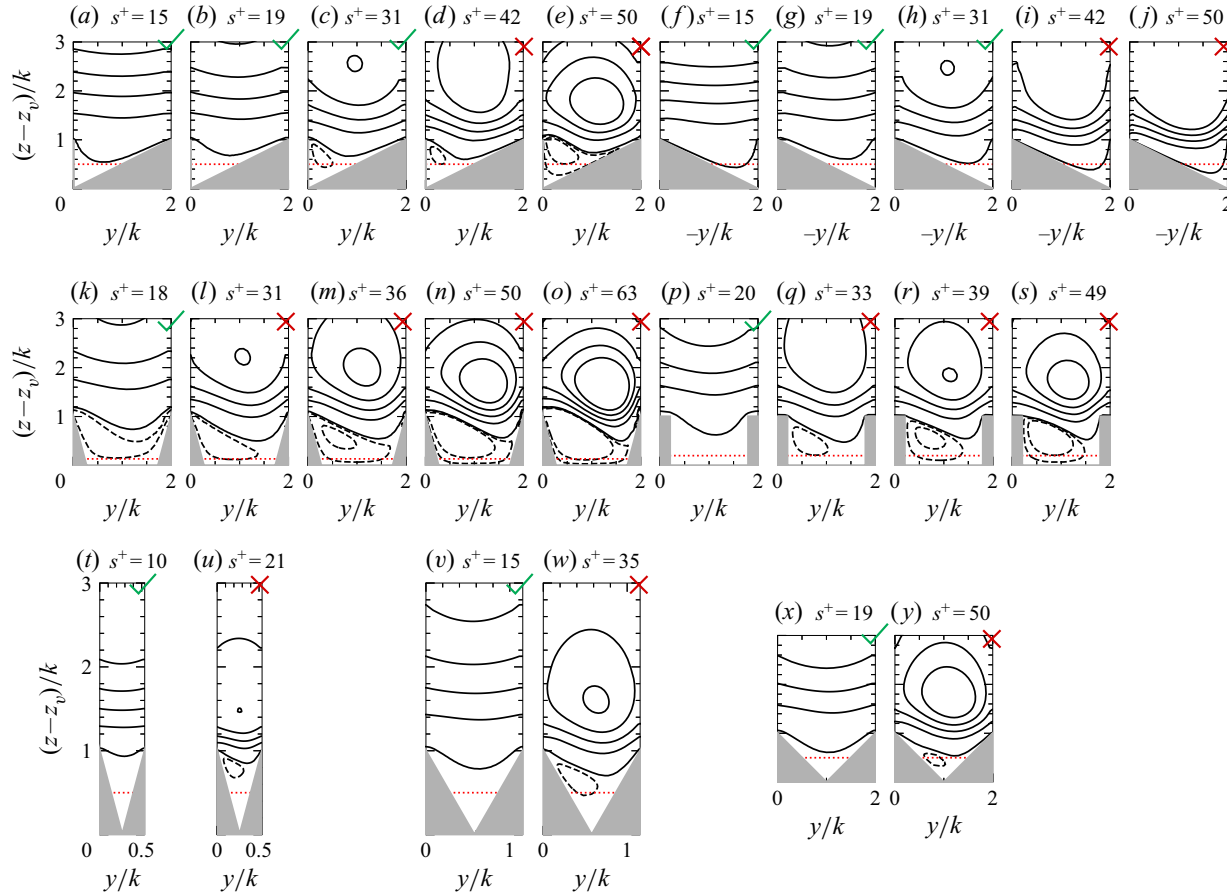 (a) s⁺=15 (b) s⁺=19 (c) s⁺=31 (d) s⁺=42 (e) s⁺=50 (f) s⁺=15 (g) s⁺=19 (h) s⁺=31 (i) s⁺=42 (j) s⁺=50
3
2
1
(z−z_v)/k
0 2 0 2 0 2 0 2 0 2 0 2 0 2 0 2 0 2 0 2
y/k y/k y/k y/k y/k −y/k −y/k −y/k −y/k −y/k
(k) s⁺=18 (l) s⁺=31 (m) s⁺=36 (n) s⁺=50 (o) s⁺=63 (p) s⁺=20 (q) s⁺=33 (r) s⁺=39 (s) s⁺=49
3
2
1
(z−z_v)/k
0 2 0 2 0 2 0 2 0 2 0 2 0 2 0 2 0 2
y/k y/k y/k y/k y/k y/k y/k y/k y/k
(t) s⁺=10 (u) s⁺=21 (v) s⁺=15 (w) s⁺=35
3
(x) s⁺=19 (y) s⁺=50
2
1
(z−z_v)/k
0 2 0 2
y/k y/k
0 0.5 0 0.5 0 1 0 1
y/k y/k y/k y/k